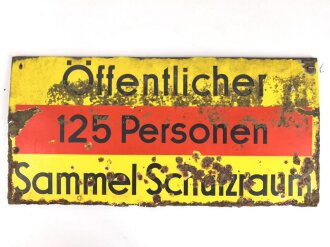 Öffentlicher
125 Personen
Sammel-Schutzraum